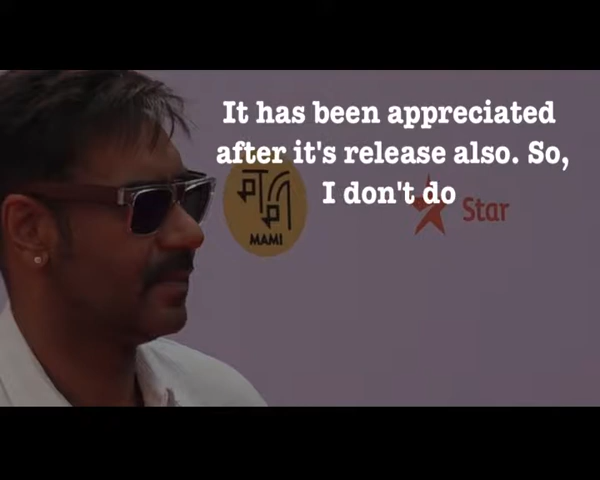 It has been appreciated
after it's release also. So,
I don't do
Star
मामी
MAMI